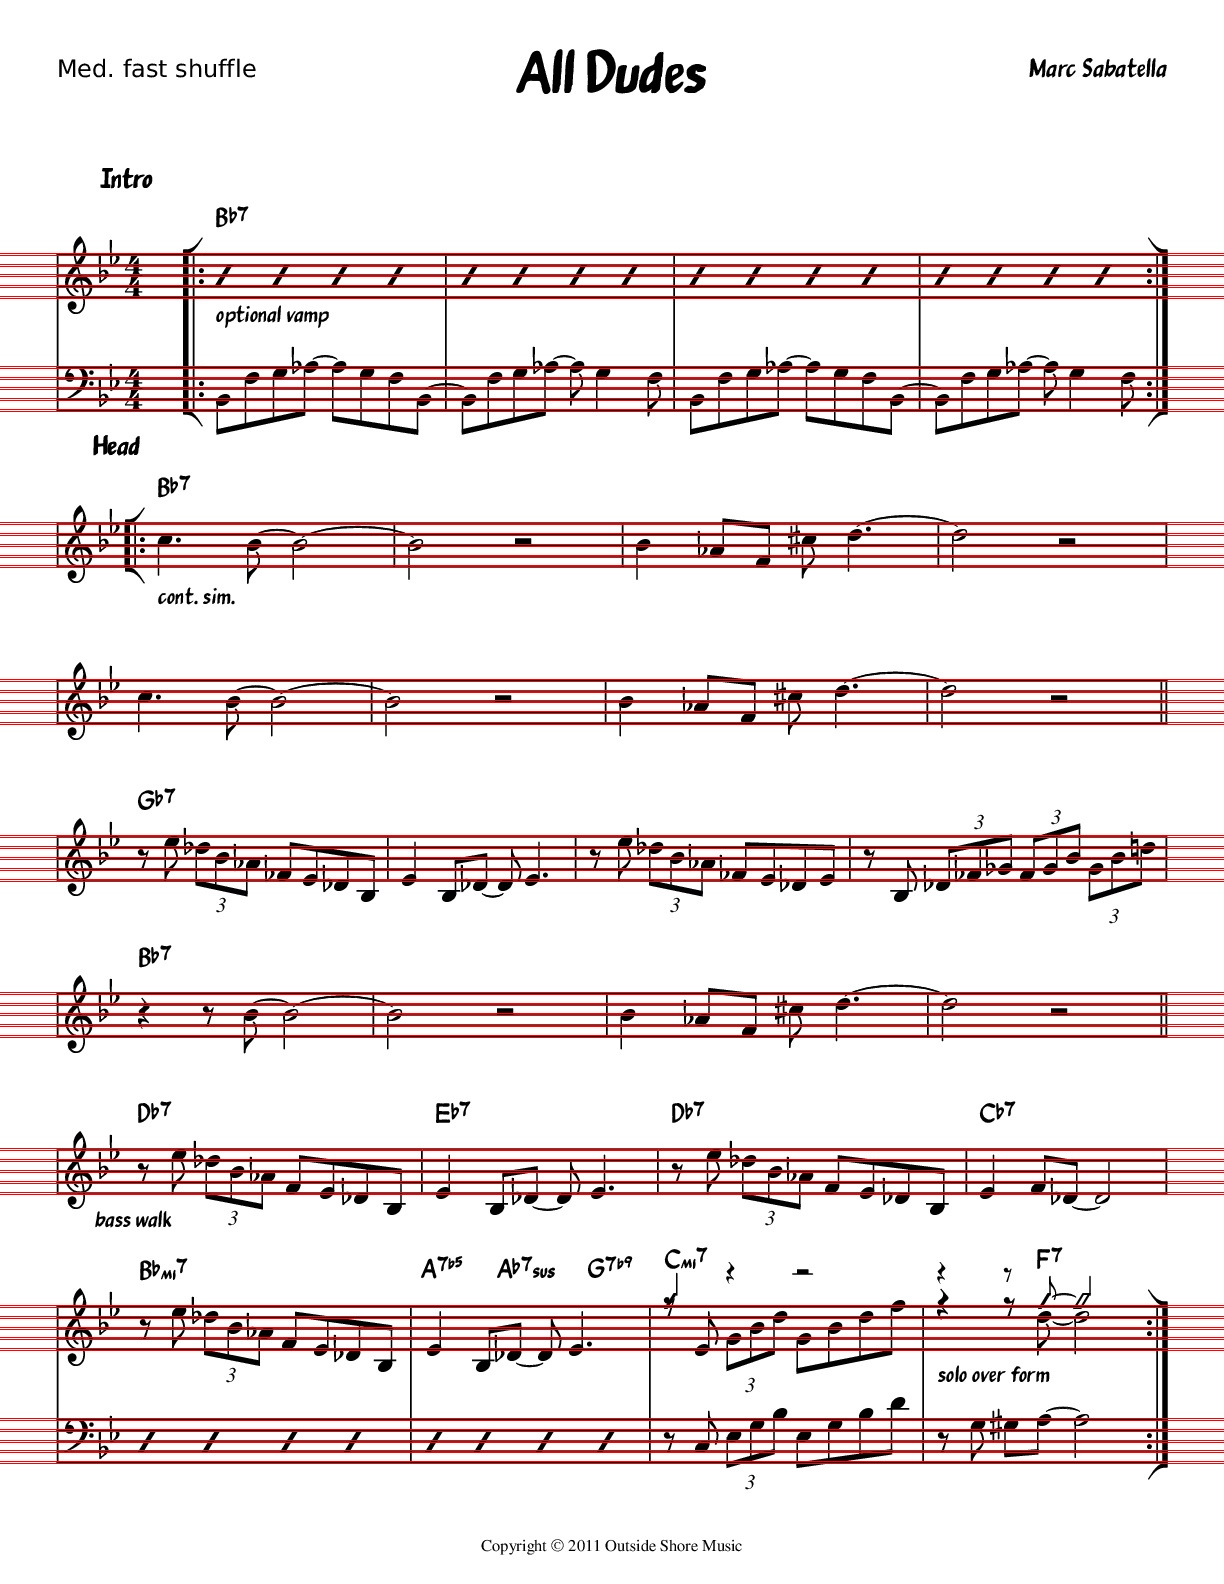 Med. fast shuffle All Dudes Marc Sabatella
Intro
B♭7
optional vamp
Head
B♭7
cont. sim.
G♭7
3 3
3 3 3
B♭7
D♭7 E♭7 D♭7 C♭7
3 3
bass walk
B♭mi7 A7♭5 A♭7sus G7♭9 Cmi7 F7
3 3
solo over form
3
Copyright © 2011 Outside Shore Music